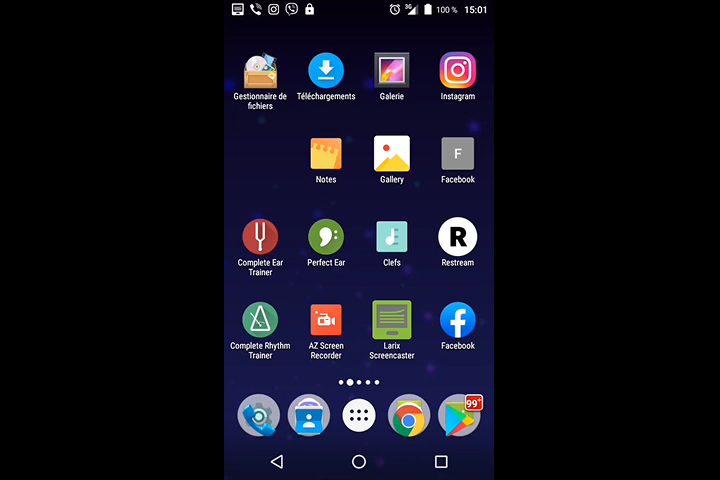 3G 100 % 15:01
Gestionnaire de
fichiers
Téléchargements
Galerie
Instagram
Notes
Gallery
F
Facebook
Complete Ear
Trainer
Perfect Ear
Clefs
R
Restream
Complete Rhythm
Trainer
AZ Screen
Recorder
Larix
Screencaster
Facebook
99+